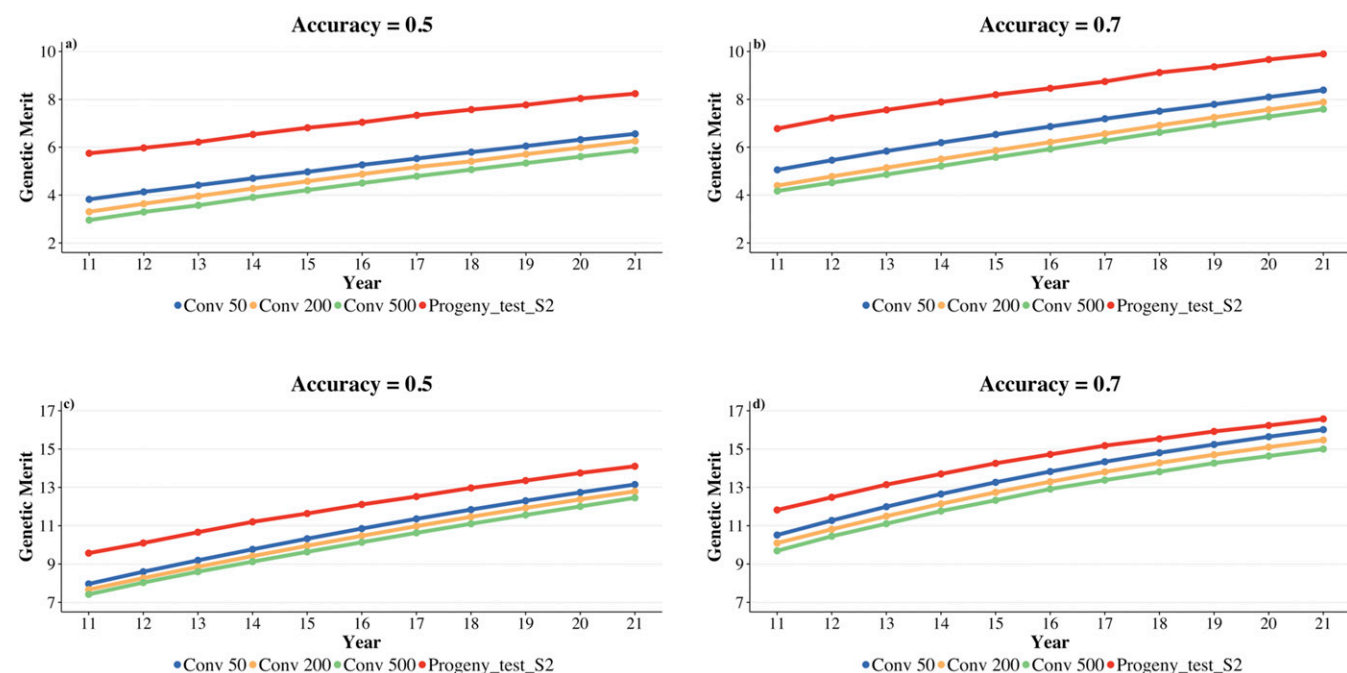 Accuracy = 0.5
a)
10
8
6
4
2
Genetic Merit
11 12 13 14 15 16 17 18 19 20 21
Year
Conv 50 Conv 200 Conv 500 Progeny_test_S2
Accuracy = 0.7
b)
10
8
6
4
2
Genetic Merit
11 12 13 14 15 16 17 18 19 20 21
Year
Conv 50 Conv 200 Conv 500 Progeny_test_S2
Accuracy = 0.5
c)
17
15
13
11
9
7
Genetic Merit
11 12 13 14 15 16 17 18 19 20 21
Year
Conv 50 Conv 200 Conv 500 Progeny_test_S2
Accuracy = 0.7
d)
17
15
13
11
9
7
Genetic Merit
11 12 13 14 15 16 17 18 19 20 21
Year
Conv 50 Conv 200 Conv 500 Progeny_test_S2